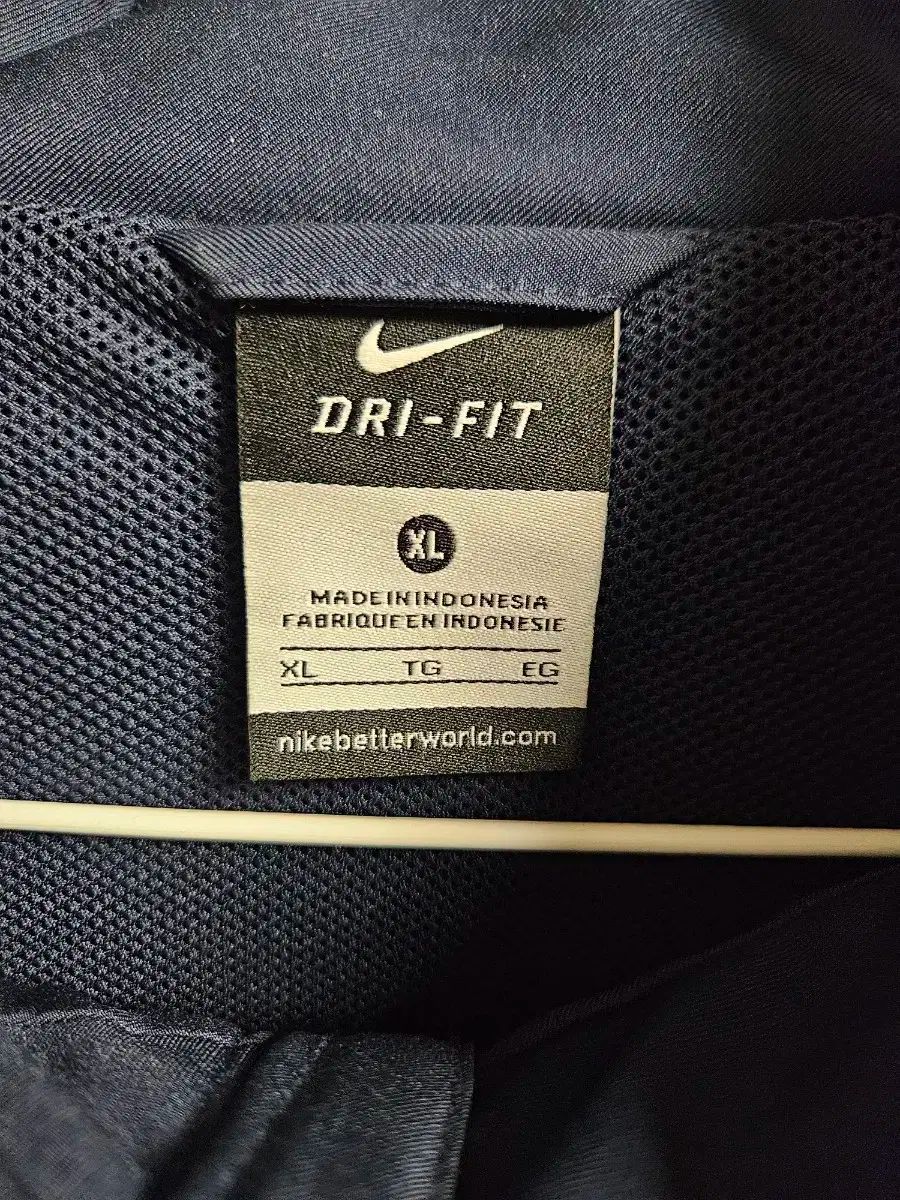 DRI-FIT
XL
MADE IN INDONESIA
FABRIQUE EN INDONESIE
XL TG EG
nikebetterworld.com